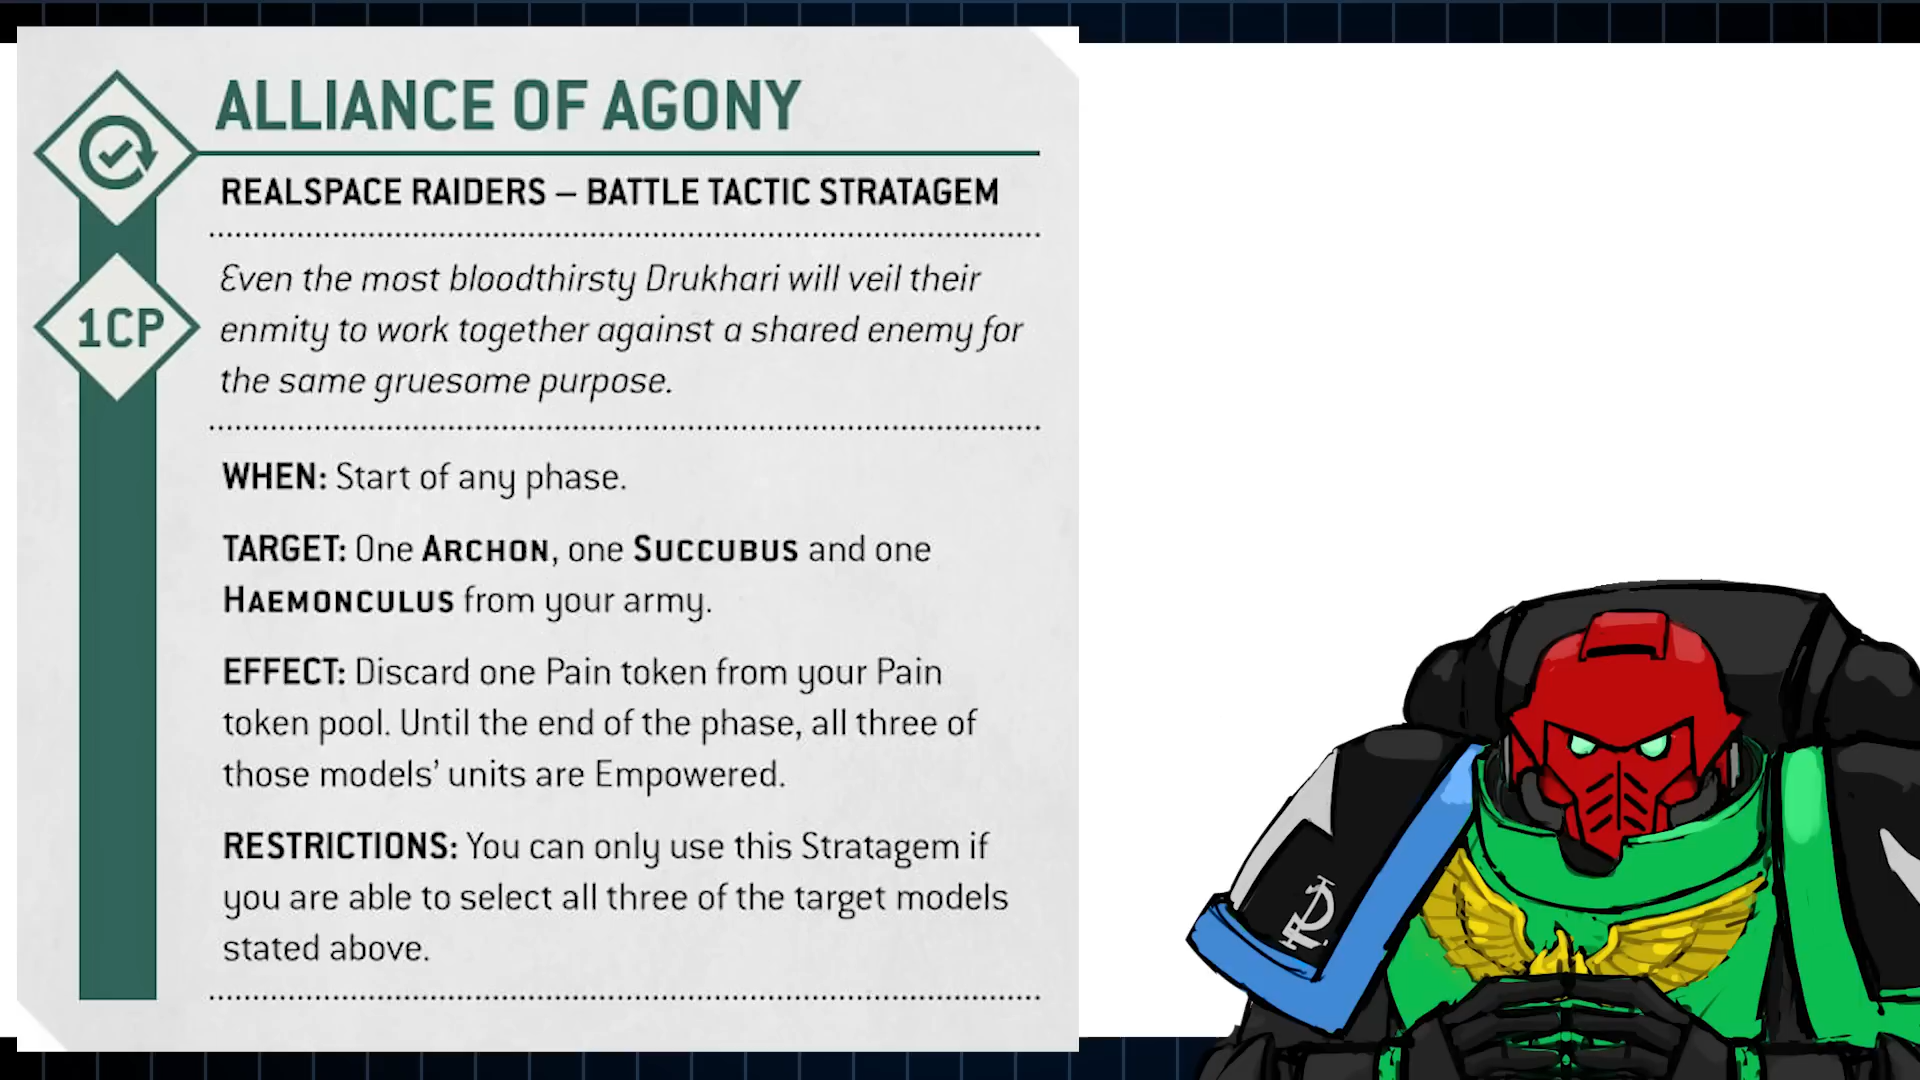 ALLIANCE OF AGONY
REALSPACE RAIDERS – BATTLE TACTIC STRATAGEM
Even the most bloodthirsty Drukhari will veil their
enmity to work together against a shared enemy for
the same gruesome purpose.
1CP
WHEN: Start of any phase.
TARGET: One ARCHON, one SUCCUBUS and one
HAEMONCULUS from your army.
EFFECT: Discard one Pain token from your Pain
token pool. Until the end of the phase, all three of
those models' units are Empowered.
RESTRICTIONS: You can only use this Stratagem if
you are able to select all three of the target models
stated above.